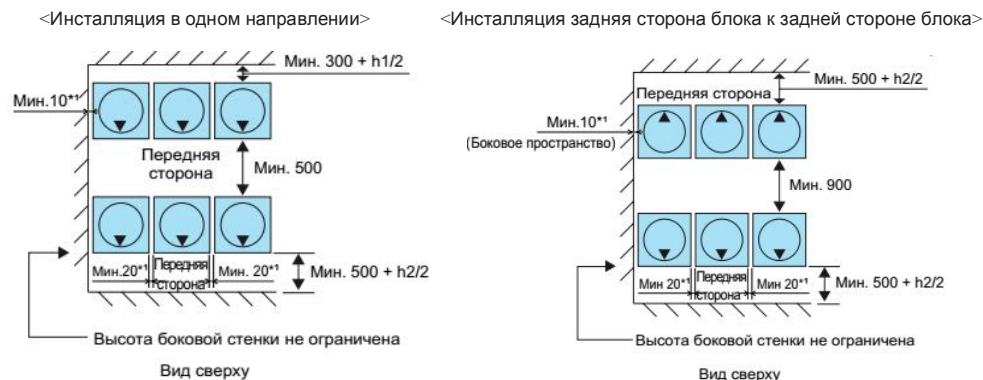 <Инсталляция в одном направлении>
Мин. 300 + h1/2
Мин.10*¹
Передняя
сторона
Мин. 500
Мин.20*¹
Передняя
сторона
Мин. 20*¹
Мин. 500 + h2/2
Высота боковой стенки не ограничена
Вид сверху
<Инсталляция задняя сторона блока к задней стороне блока>
Мин. 500 + h2/2
Передняя сторона
Мин.10*¹
(Боковое пространство)
Мин. 900
Мин 20*¹
Передняя
сторона
Мин 20*¹
Мин. 500 + h2/2
Высота боковой стенки не ограничена
Вид сверху